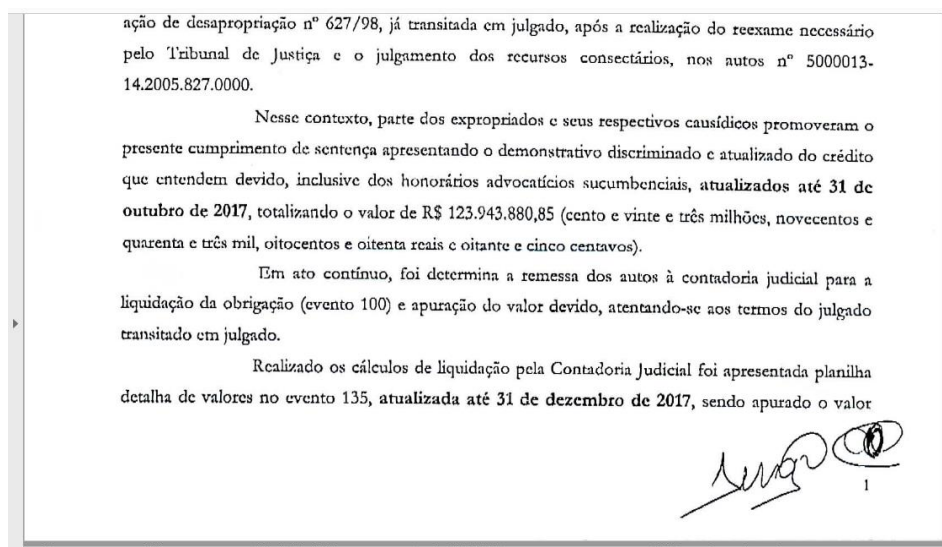 ação de desapropriação nº 627/98, já transitada em julgado, após a realização do reexame necessário
pelo Tribunal de Justiça e o julgamento dos recursos consectários, nos autos nº 5000013-
14.2005.827.0000.
Nesse contexto, parte dos expropriados e seus respectivos causídicos promoveram o
presente cumprimento de sentença apresentando o demonstrativo discriminado e atualizado do crédito
que entendem devido, inclusive dos honorários advocatícios sucumbenciais, atualizados até 31 de
outubro de 2017, totalizando o valor de R$ 123.943.880,85 (cento e vinte e três milhões, novecentos e
quarenta e três mil, oitocentos e oitenta reais e oitante e cinco centavos).
Em ato contínuo, foi determina a remessa dos autos à contadoria judicial para a
liquidação da obrigação (evento 100) e apuração do valor devido, atentando-se aos termos do julgado
transitado em julgado.
Realizado os cálculos de liquidação pela Contadoria Judicial foi apresentada planilha
detalha de valores no evento 135, atualizada até 31 de dezembro de 2017, sendo apurado o valor
1